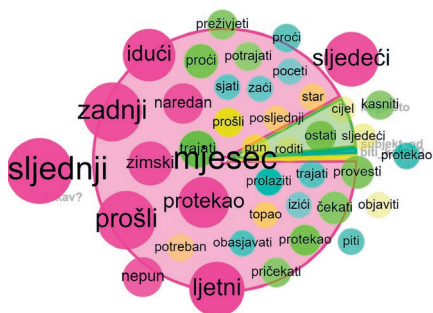 preživjeti
proći
idući
sljedeći
proći
potrajati
poceti
sjati
zaći
kasniti
zadnji
naredan
star
cijel
prošli
posljednji
ostati
sljedeći
trajati
pun
roditi
mjesec
zimski
protekao
sljednji
kav?
prolaziti
trajati
provesti
protekao
prošli
topao
izići
čekati
objaviti
potreban
obasjavati
protekao
piti
nepun
ljetni
pričekati